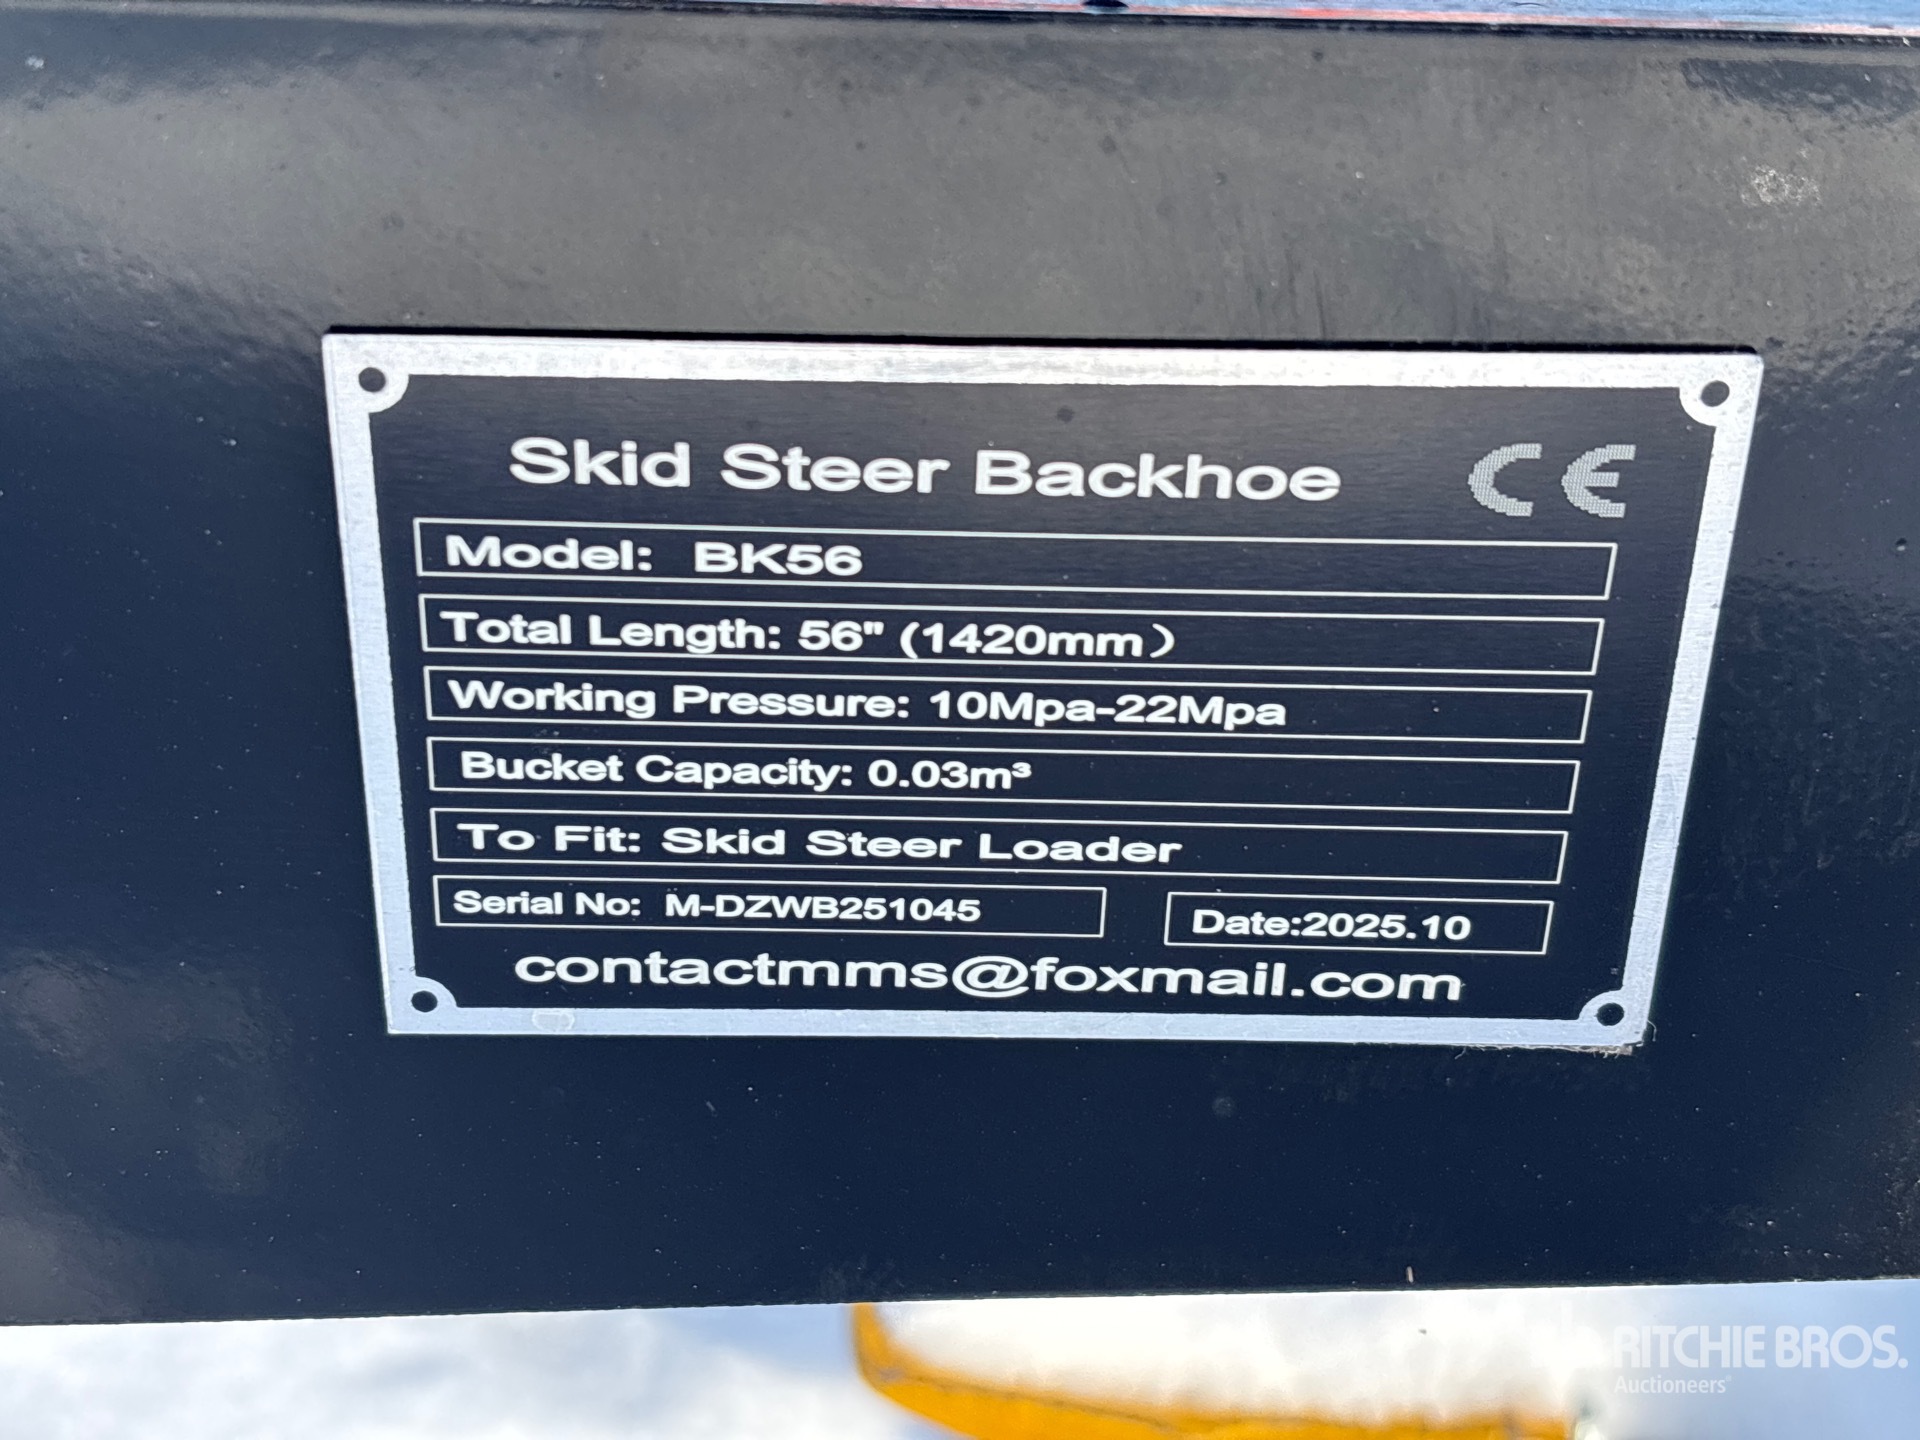 Skid Steer Backhoe CE
Model: BK56
Total Length: 56" (1420mm）
Working Pressure: 10Mpa-22Mpa
Bucket Capacity: 0.03m³
To Fit: Skid Steer Loader
Serial No: M-DZWB251045 Date:2025.10
contactmms@foxmail.com
RITCHIE BROS.
Auctioneers